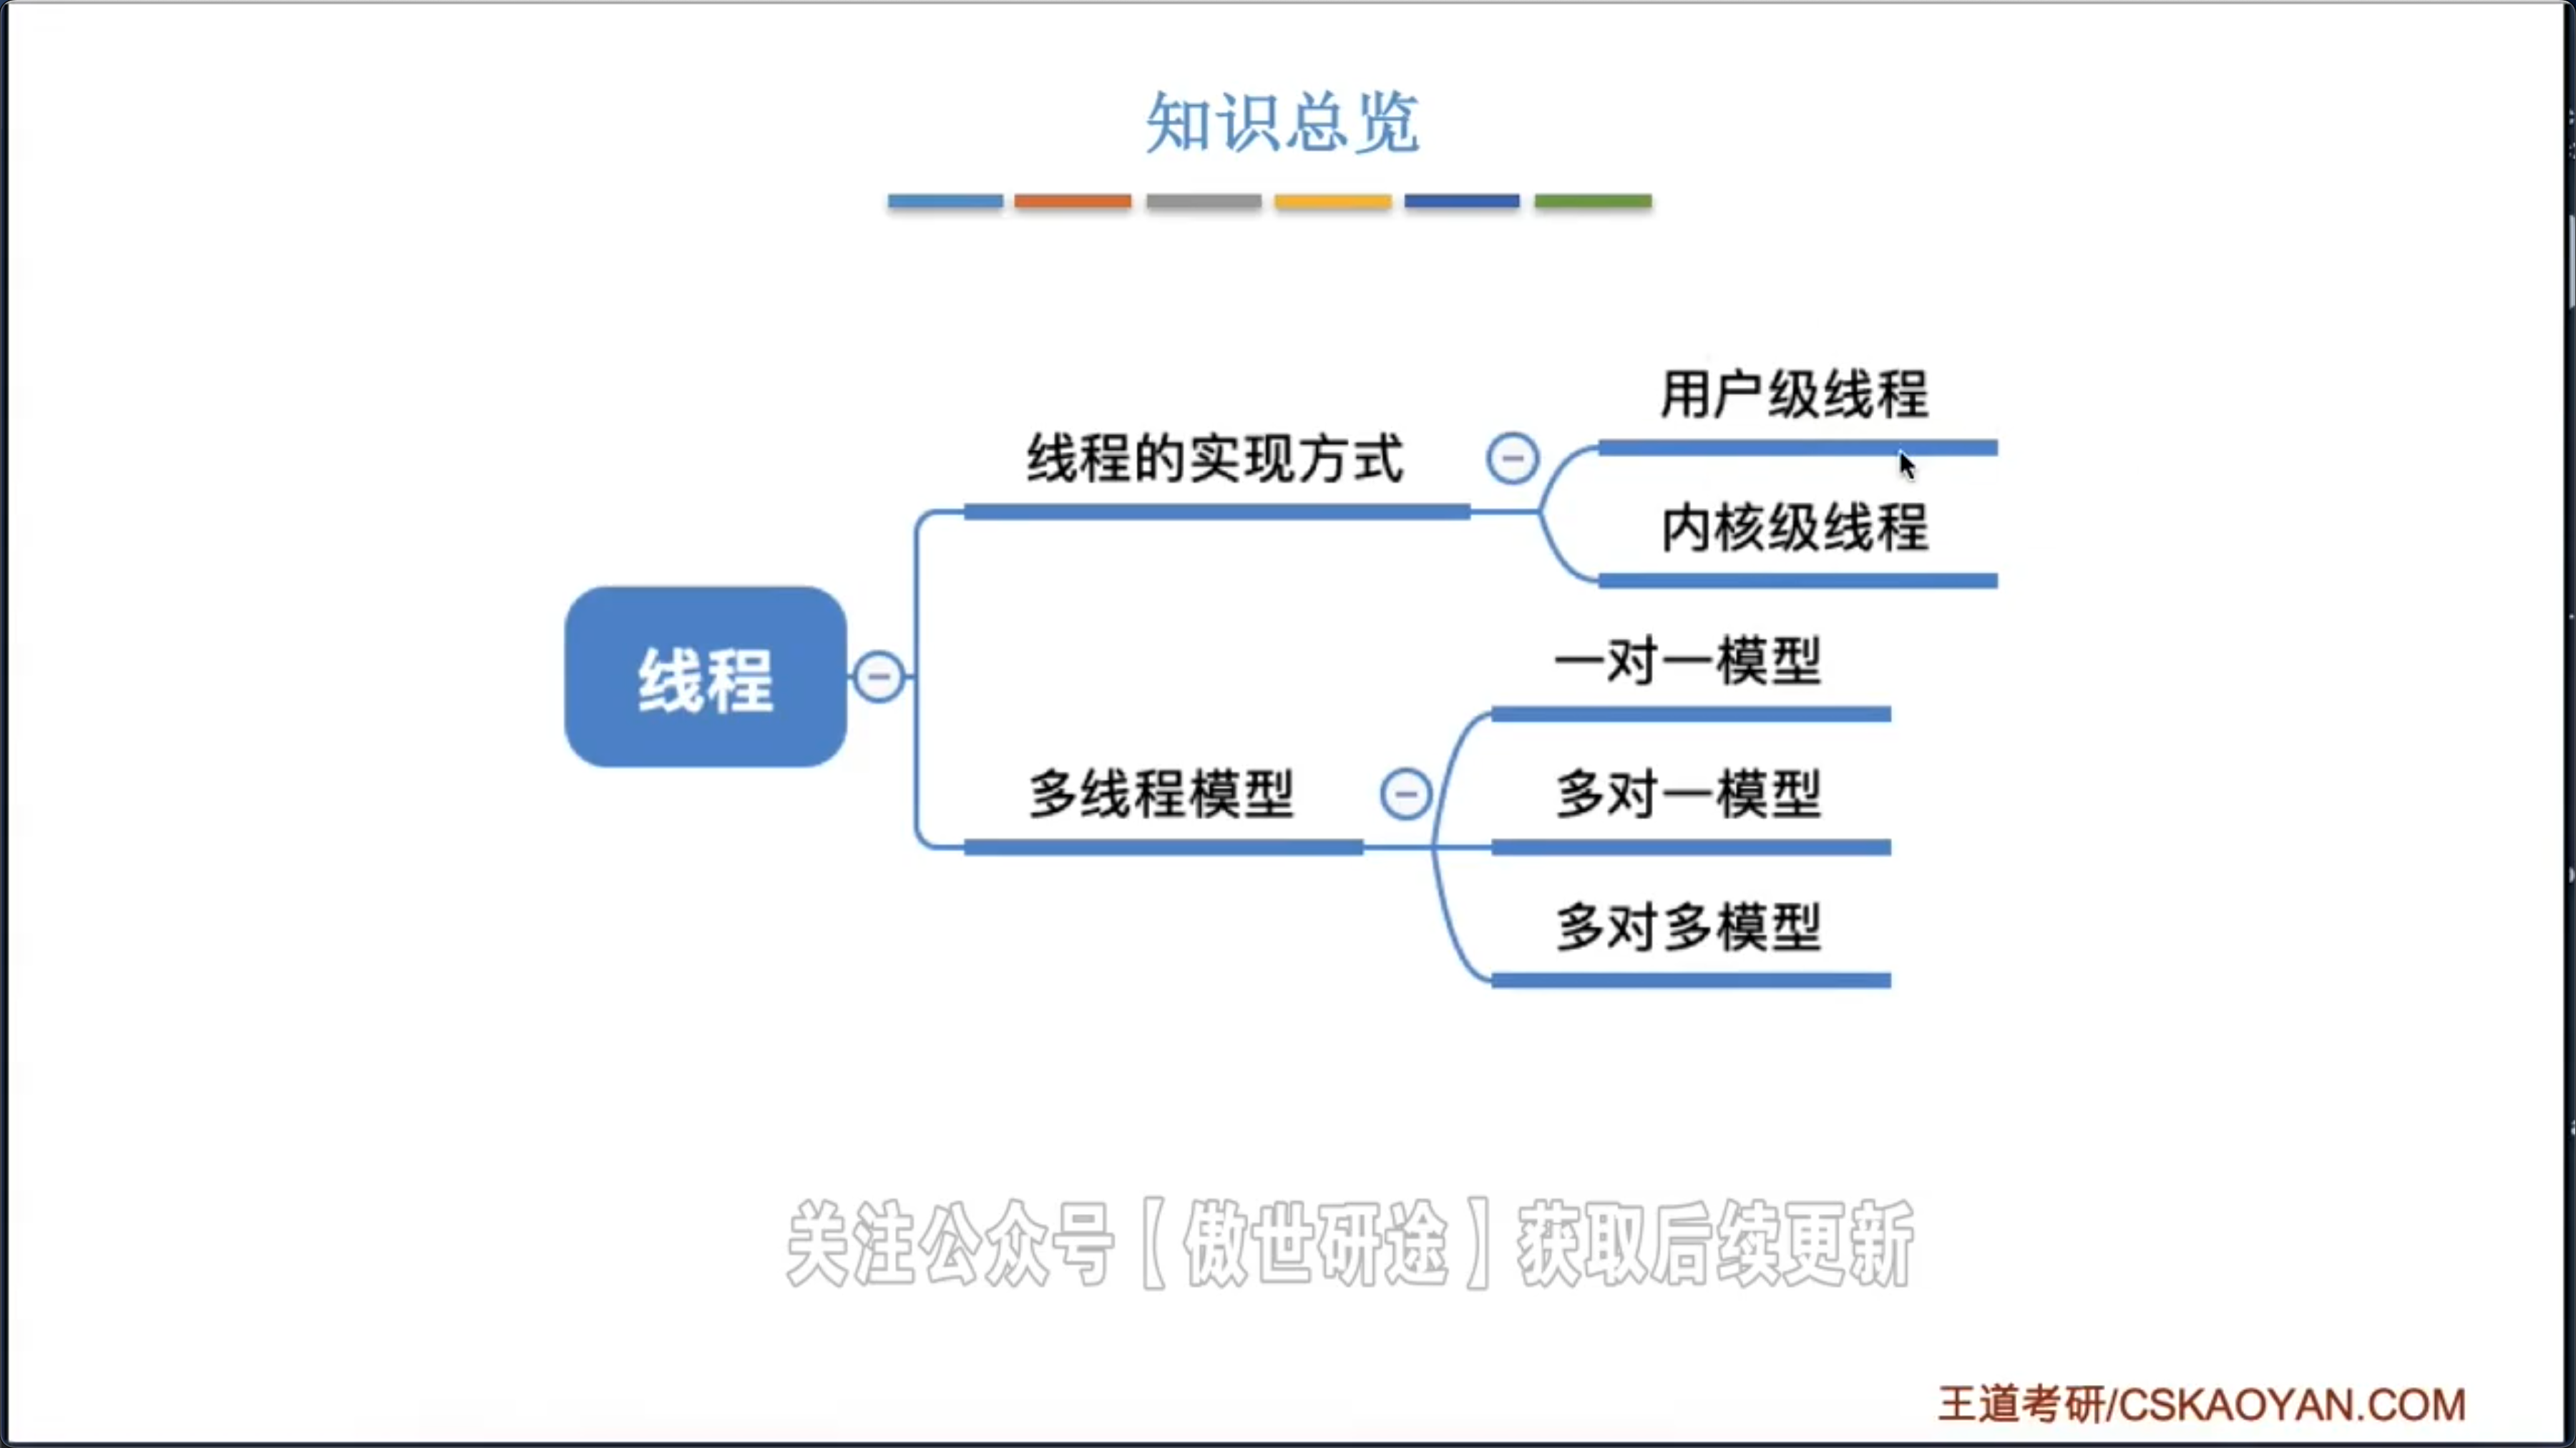 知识总览
线程
线程的实现方式
用户级线程
内核级线程
多线程模型
一对一模型
多对一模型
多对多模型
关注公众号【傲世研途】获取后续更新
王道考研/CSKAOYAN.COM